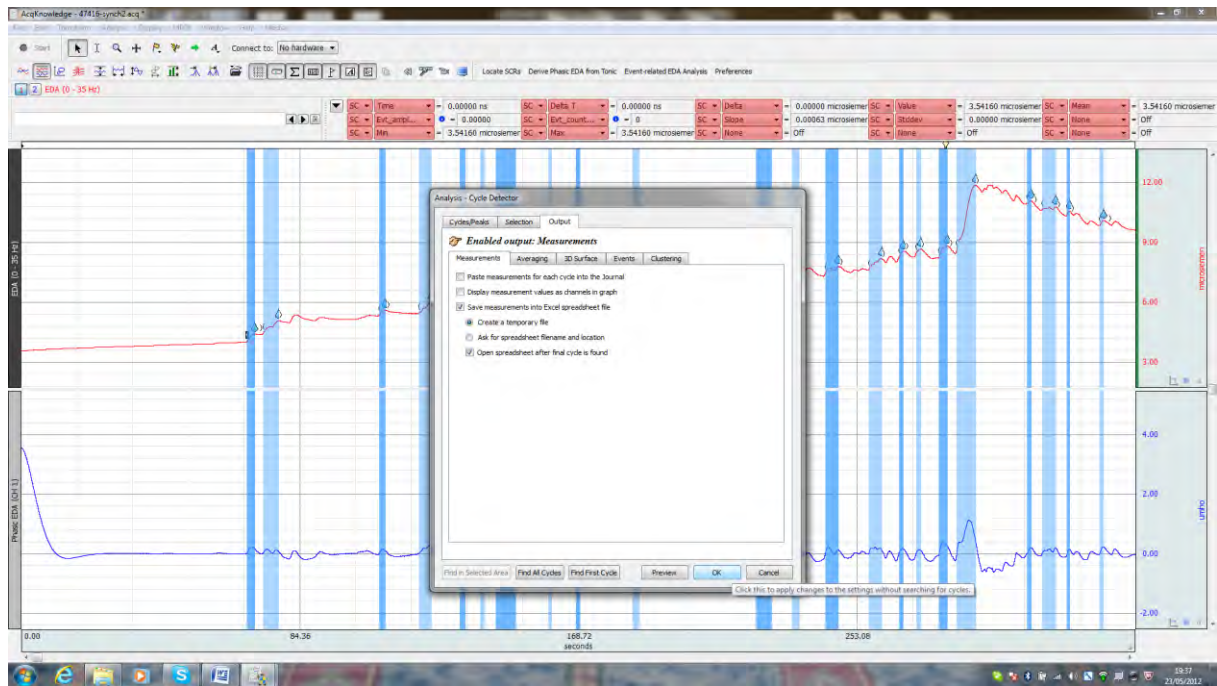 AcqKnowledge - 47416-synch2.acq *
Start Connect to: No hardware
Locate SCRs Derive Phasic EDA from Tonic Event-related EDA Analysis Preferences
1 2 EDA (0 - 35 Hz)
SC Time = 0.00000 ns SC Delta T = 0.00000 ns SC Delta = 0.00000 microsiemer SC Value = 3.54160 microsiemer SC Mean = 3.54160 microsiemer
SC Evt_ampl... = 0.00000 SC Evt_count... = 0 SC Slope = 0.00063 microsiemer SC Stddev = 0.00000 microsiemer SC None = Off
SC Min = 3.54160 microsiemer SC Max = 3.54160 microsiemer SC None = Off SC None = Off SC None = Off
Analysis - Cycle Detector
Cycles/Peaks Selection Output
Enabled output: Measurements
Measurements Averaging 3D Surface Events Clustering
Paste measurements for each cycle into the Journal
Display measurement values as channels in graph
Save measurements into Excel spreadsheet file
Create a temporary file
Ask for spreadsheet filename and location
Open spreadsheet after final cycle is found
Find in Selected Area Find All Cycles Find First Cycle Preview OK Cancel
Click this to apply changes to the settings without searching for cycles.
EDA (0 - 35 Hz)
12.00
9.00
6.00
3.00
microsiemen
Phasic EDA (CH 1)
4.00
2.00
0.00
-2.00
umho
0.00 84.36 168.72 253.08
seconds
19:37
23/05/2012